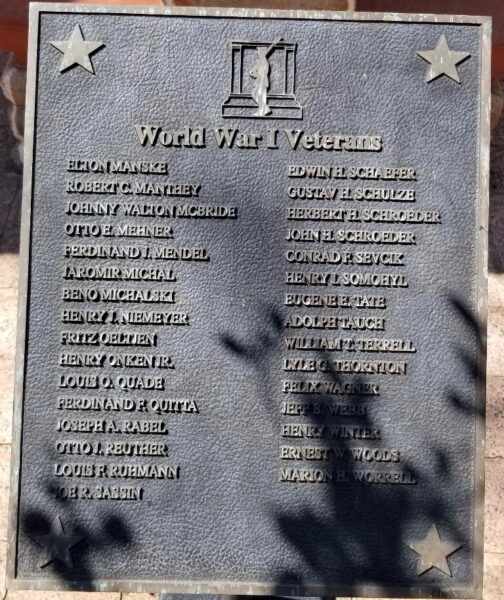 World War I Veterans
ELTON MANSKE
ROBERT C. MANTHEY
JOHNNY WALTON MCBRIDE
OTTO E. MEHNER
FERDINAND J. MENDEL
JAROMIR MICHAL
BENO MICHALSKI
HENRY J. NIEMEYER
FRITZ OELTJEN
HENRY ONKEN JR.
LOUIS O. QUADE
FERDINAND F. QUITTA
JOSEPH A. RABEL
OTTO J. REUTHER
LOUIS F. RUHMANN
JOE R. SASSIN
EDWIN H. SCHAEFER
GUSTAV H. SCHULZE
HERBERT H. SCHROEDER
JOHN H. SCHROEDER
CONRAD F. SEVCIK
HENRY I. SOMOHYL
EUGENE E. TATE
ADOLPH TAUCH
WILLIAM T. TERRELL
LYLE G. THORNTON
FELIX WAGNER
JEFF B. WEBB
HENRY WINTER
ERNEST W. WOODS
MARION H. WORRELL